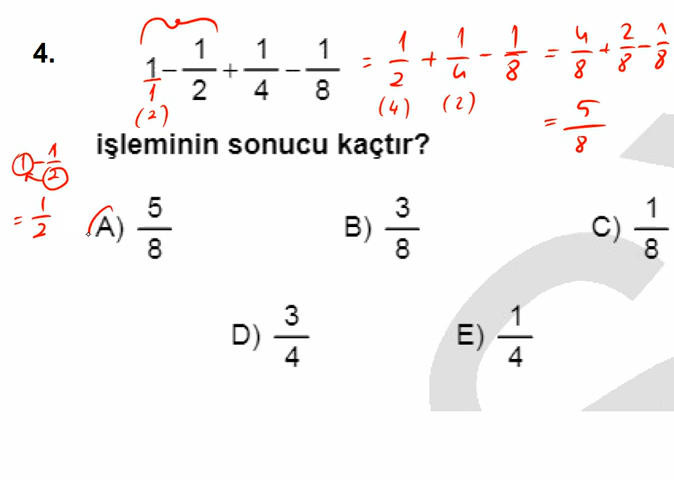 4. 1 - 1/2 + 1/4 - 1/8 = 1/2 + 1/4 - 1/8 = 4/8 + 2/8 - 1/8
1 (2) (4) (2) = 5/8
işleminin sonucu kaçtır?
1 - 1/2
= 1/2
A) 5/8 B) 3/8 C) 1/8
D) 3/4 E) 1/4